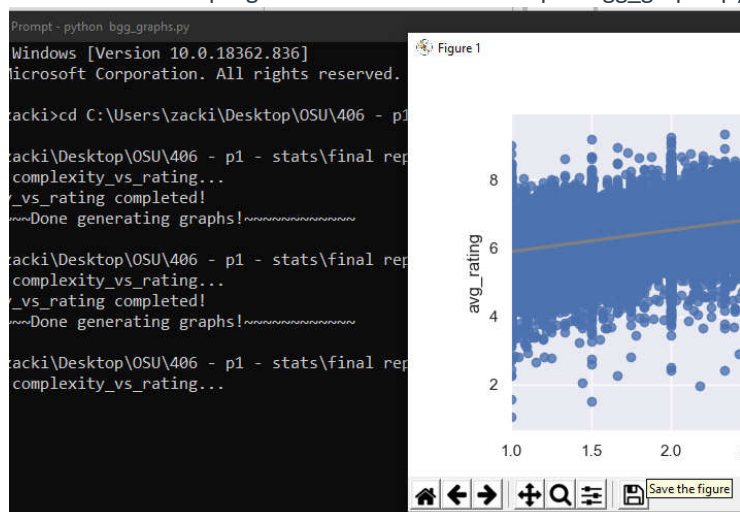 Prompt - python bgg_graphs.py
Windows [Version 10.0.18362.836]
Microsoft Corporation. All rights reserved.
zacki>cd C:\Users\zacki\Desktop\OSU\406 - p1
zacki\Desktop\OSU\406 - p1 - stats\final rep
complexity_vs_rating...
_vs_rating completed!
~~~Done generating graphs!~~~~~~~~~~~~
zacki\Desktop\OSU\406 - p1 - stats\final rep
complexity_vs_rating...
_vs_rating completed!
~~~Done generating graphs!~~~~~~~~~~~~
zacki\Desktop\OSU\406 - p1 - stats\final rep
complexity_vs_rating...
Figure 1
avg_rating
8
6
4
2
1.0 1.5 2.0
Save the figure